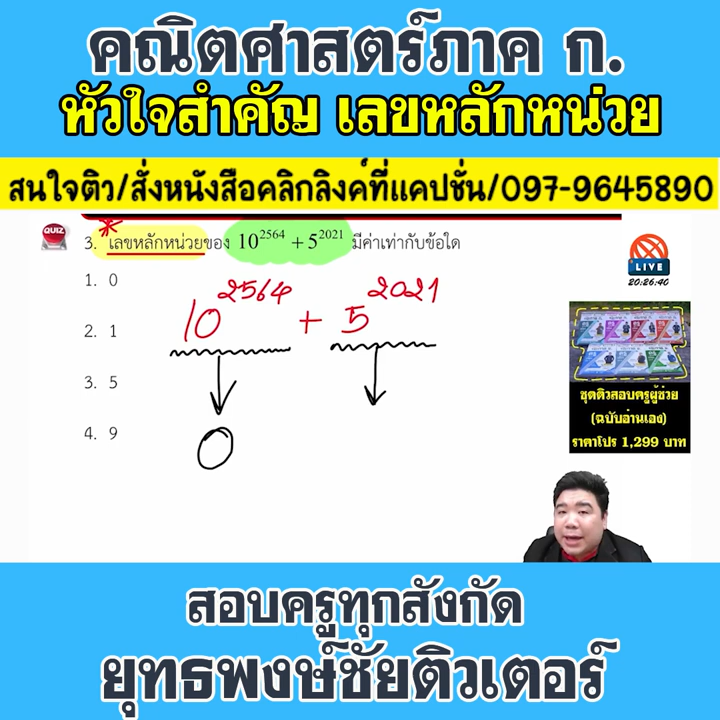 คณิตศาสตร์ภาค ก.
หัวใจสำคัญ เลขหลักหน่วย
สนใจติว/สั่งหนังสือคลิกลิงค์ที่แคปชั่น/097-9645890
QUIZ
3. *เลขหลักหน่วยของ 10^2564 + 5^2021 มีค่าเท่ากับข้อใด
1. 0
2. 1
3. 5
4. 9
10^2564 + 5^2021
0
LIVE
20:26:40
ชุดติวสอบครูผู้ช่วย
(ฉบับอ่านเอง)
ราคาโปร 1,299 บาท
สอบครูทุกสังกัด
ยุทธพงษ์ชัยติวเตอร์